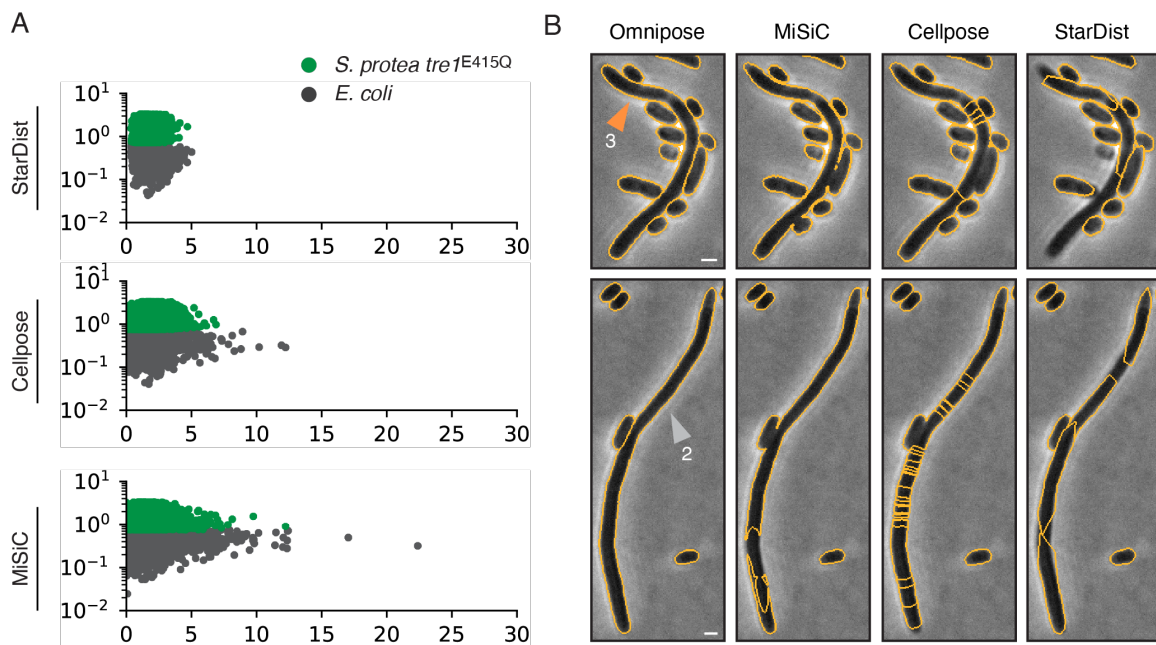 A
S. protea tre1E415Q
E. coli
StarDist
10¹
10⁰
10⁻¹
10⁻²
0 5 10 15 20 25 30
Cellpose
10¹
10⁰
10⁻¹
10⁻²
0 5 10 15 20 25 30
MiSiC
10¹
10⁰
10⁻¹
10⁻²
0 5 10 15 20 25 30
B
Omnipose MiSiC Cellpose StarDist
3
2